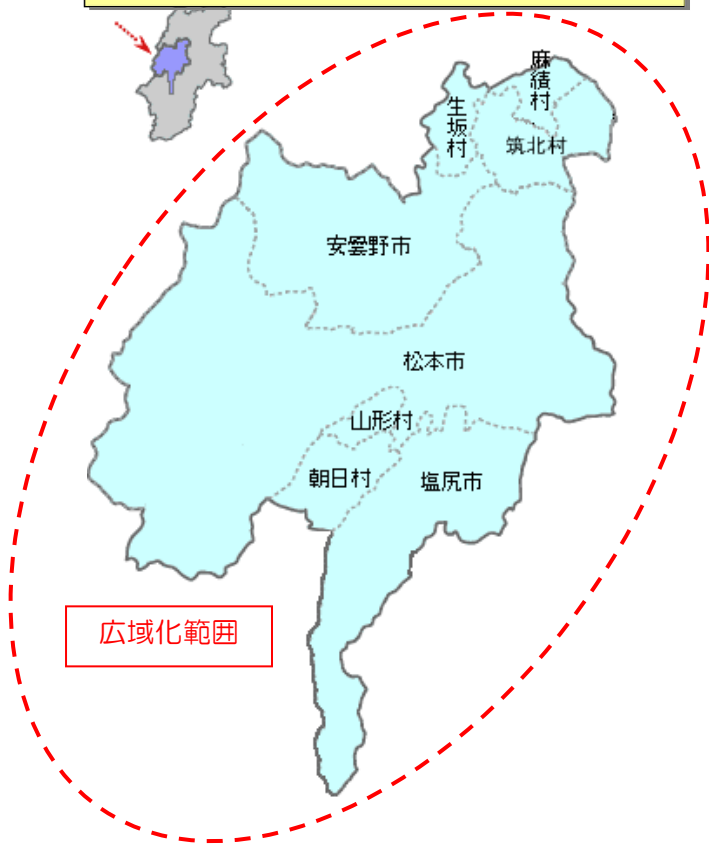 麻績村
生坂村
筑北村
安曇野市
松本市
山形村
朝日村
塩尻市
広域化範囲